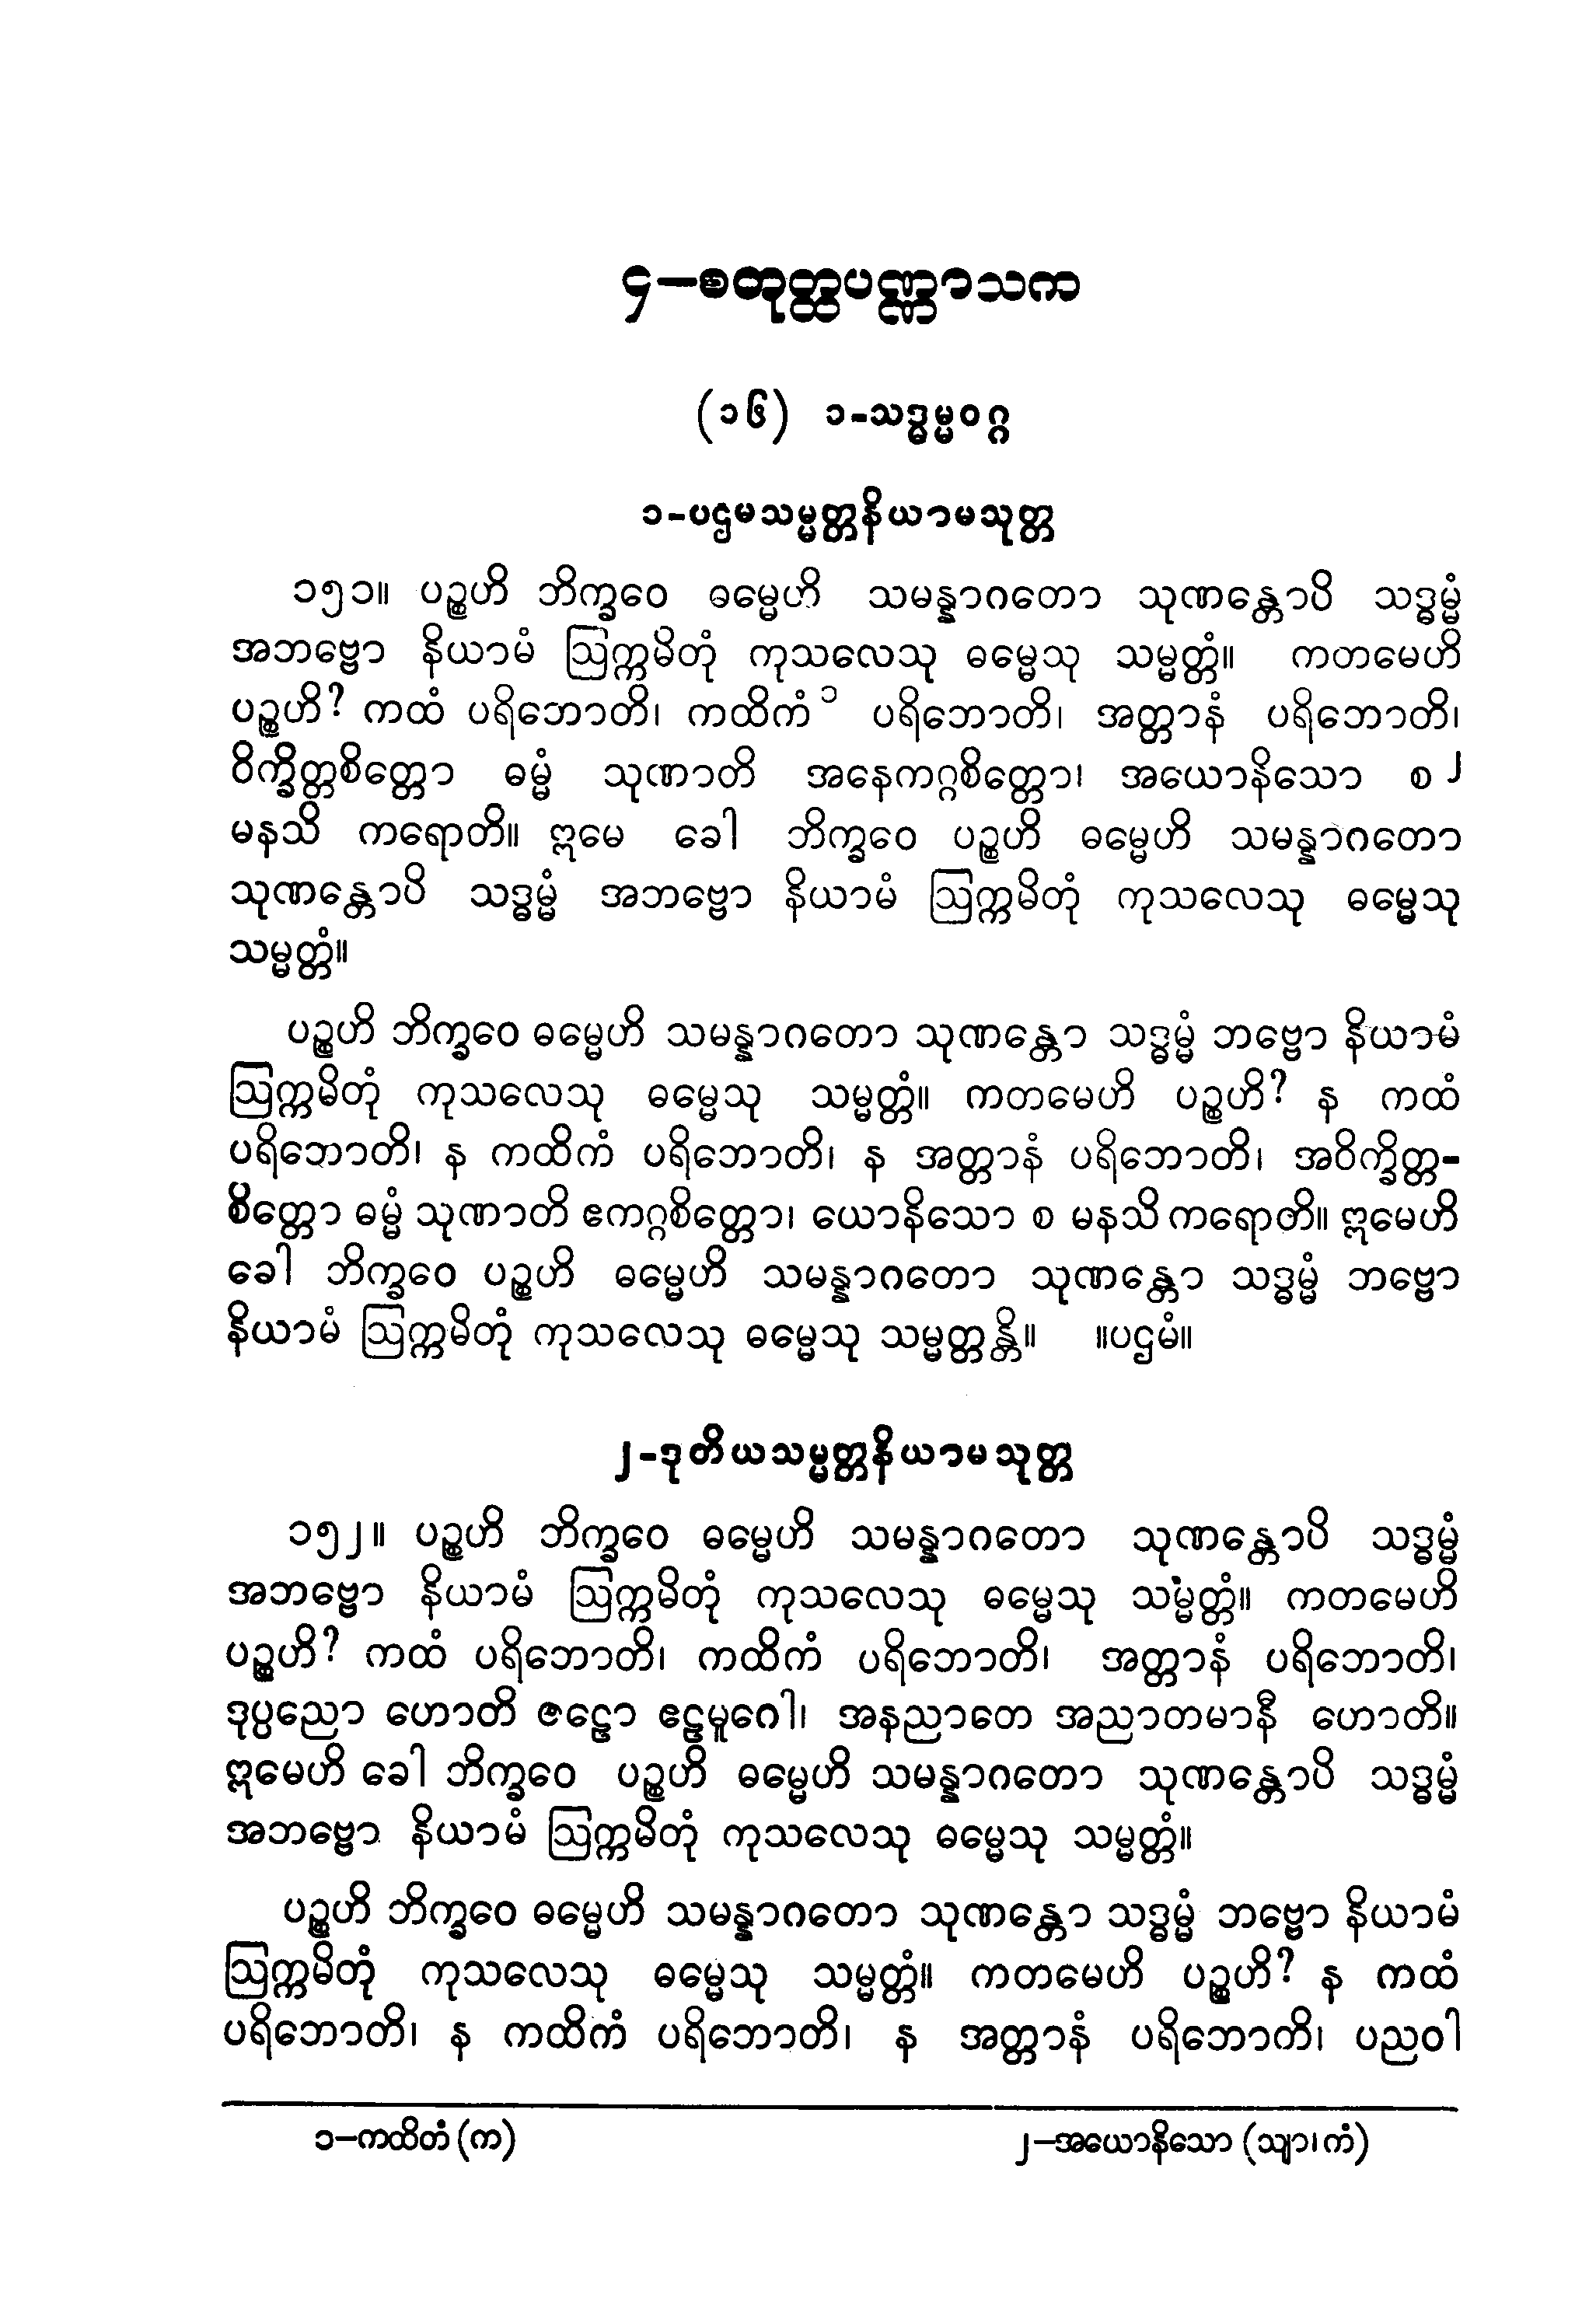 ၄–စတုတ္ထပဏ္ဏာသက
(၁၆) ၁-သဒ္ဓမ္မဝဂ္ဂ
၁-ပဌမသမ္မတ္တနိယာမသုတ္တ
၁၅၁။ ပဉ္စဟိ ဘိက္ခဝေ ဓမ္မေဟိ သမန္နာဂတော သုဏန္တောပိ သဒ္ဓမ္မံ
အဘဗ္ဗော နိယာမံ ဩက္ကမိတုံ ကုသလေသု ဓမ္မေသု သမ္မတ္တံ။ ကတမေဟိ
ပဉ္စဟိ? ကထံ ပရိဘောတိ၊ ကထိကံ၁ ပရိဘောတိ၊ အတ္တာနံ ပရိဘောတိ၊
ဝိက္ခိတ္တစိတ္တော ဓမ္မံ သုဏာတိ အနေကဂ္ဂစိတ္တော၊ အယောနိသော စ၂
မနသိ ကရောတိ။ ဣမေ ခေါ ဘိက္ခဝေ ပဉ္စဟိ ဓမ္မေဟိ သမန္နာဂတော
သုဏန္တောပိ သဒ္ဓမ္မံ အဘဗ္ဗော နိယာမံ ဩက္ကမိတုံ ကုသလေသု ဓမ္မေသု
သမ္မတ္တံ။
ပဉ္စဟိ ဘိက္ခဝေ ဓမ္မေဟိ သမန္နာဂတော သုဏန္တော သဒ္ဓမ္မံ ဘဗ္ဗော နိယာမံ
ဩက္ကမိတုံ ကုသလေသု ဓမ္မေသု သမ္မတ္တံ။ ကတမေဟိ ပဉ္စဟိ? န ကထံ
ပရိဘောတိ၊ န ကထိကံ ပရိဘောတိ၊ န အတ္တာနံ ပရိဘောတိ၊ အဝိက္ခိတ္တ-
စိတ္တော ဓမ္မံ သုဏာတိ ဧကဂ္ဂစိတ္တော၊ ယောနိသော စ မနသိ ကရောတိ။ ဣမေဟိ
ခေါ ဘိက္ခဝေ ပဉ္စဟိ ဓမ္မေဟိ သမန္နာဂတော သုဏန္တော သဒ္ဓမ္မံ ဘဗ္ဗော
နိယာမံ ဩက္ကမိတုံ ကုသလေသု ဓမ္မေသု သမ္မတ္တန္တိ။ ။ပဌမံ။
၂-ဒုတိယသမ္မတ္တနိယာမသုတ္တ
၁၅၂။ ပဉ္စဟိ ဘိက္ခဝေ ဓမ္မေဟိ သမန္နာဂတော သုဏန္တောပိ သဒ္ဓမ္မံ
အဘဗ္ဗော နိယာမံ ဩက္ကမိတုံ ကုသလေသု ဓမ္မေသု သမ္မတ္တံ။ ကတမေဟိ
ပဉ္စဟိ? ကထံ ပရိဘောတိ၊ ကထိကံ ပရိဘောတိ၊ အတ္တာနံ ပရိဘောတိ၊
ဒုပ္ပညော ဟောတိ ဇဠော ဧဠမူဂေါ၊ အနညာတေ အညာတမာနီ ဟောတိ။
ဣမေဟိ ခေါ ဘိက္ခဝေ ပဉ္စဟိ ဓမ္မေဟိ သမန္နာဂတော သုဏန္တောပိ သဒ္ဓမ္မံ
အဘဗ္ဗော နိယာမံ ဩက္ကမိတုံ ကုသလေသု ဓမ္မေသု သမ္မတ္တံ။
ပဉ္စဟိ ဘိက္ခဝေ ဓမ္မေဟိ သမန္နာဂတော သုဏန္တော သဒ္ဓမ္မံ ဘဗ္ဗော နိယာမံ
ဩက္ကမိတုံ ကုသလေသု ဓမ္မေသု သမ္မတ္တံ။ ကတမေဟိ ပဉ္စဟိ? န ကထံ
ပရိဘောတိ၊ န ကထိကံ ပရိဘောတိ၊ န အတ္တာနံ ပရိဘောတိ၊ ပညဝါ
၁–ကထိတံ (က) ၂–အယောနိသော (သျာ၊ကံ)